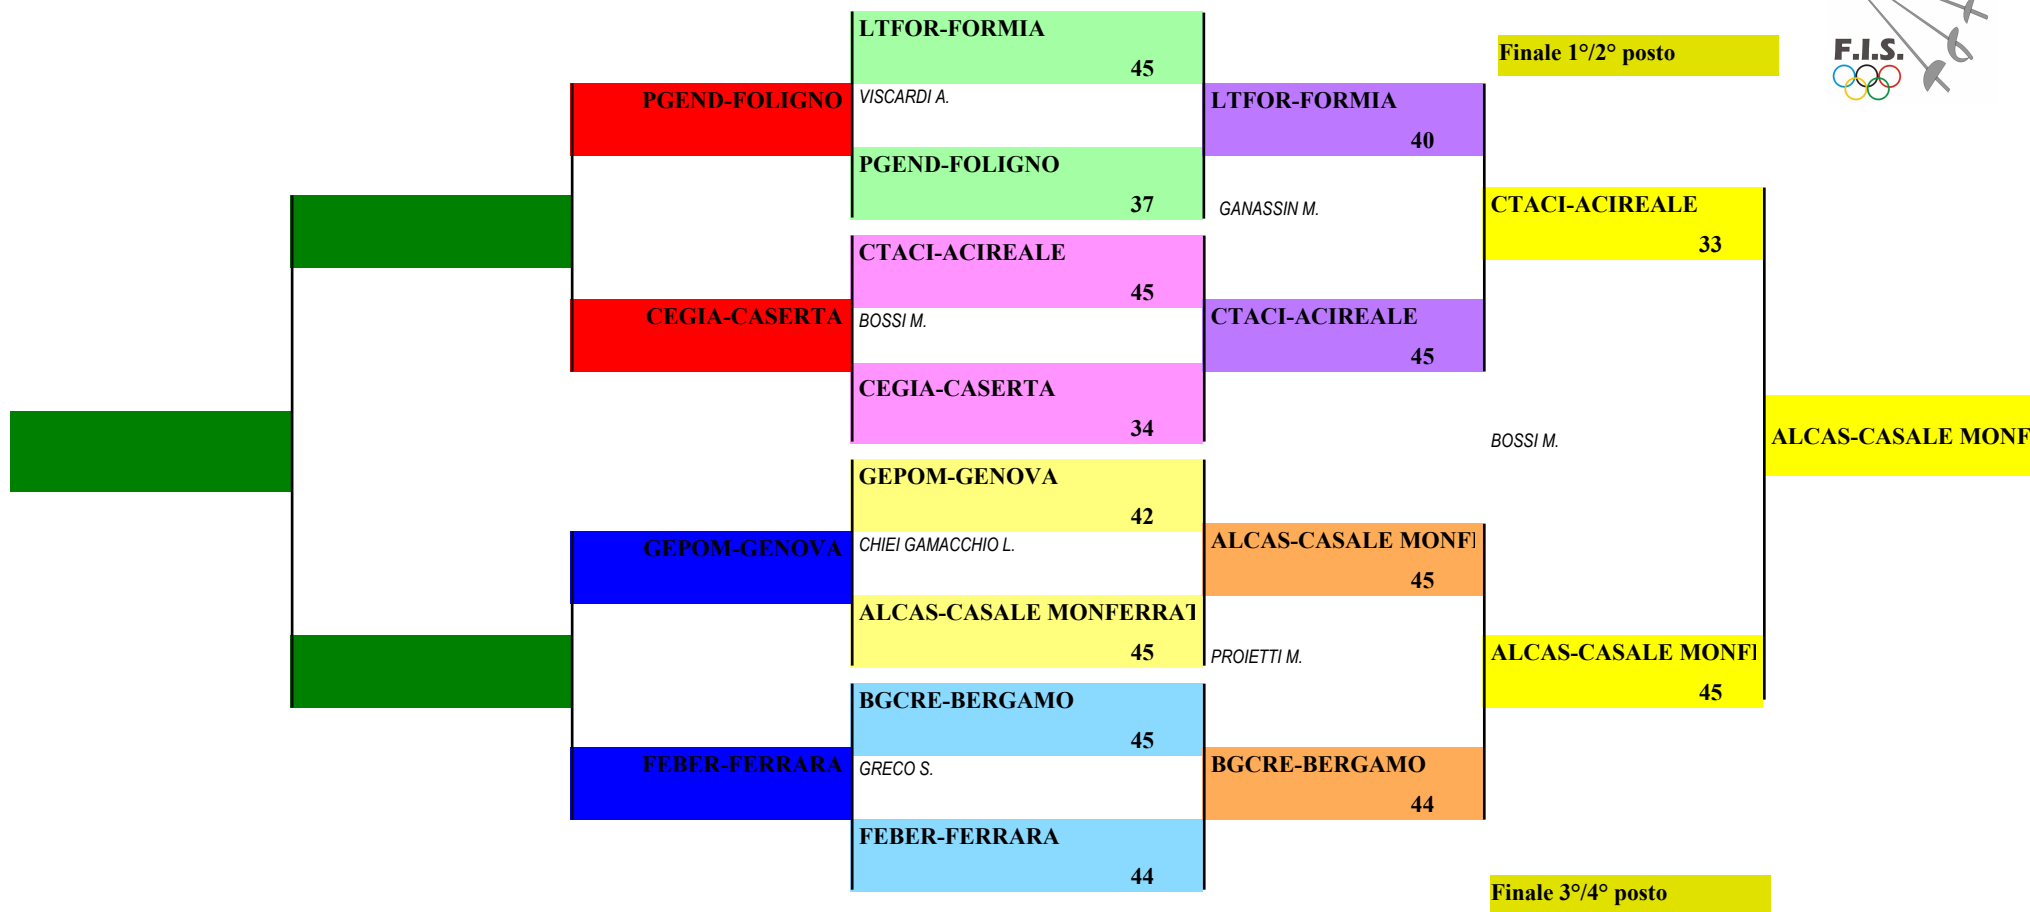 LTFOR-FORMIA
45
Finale 1°/2° posto
F.I.S.
PGEND-FOLIGNO
VISCARDI A.
LTFOR-FORMIA
40
PGEND-FOLIGNO
37
GANASSIN M.
CTACI-ACIREALE
33
CTACI-ACIREALE
45
CEGIA-CASERTA
BOSSI M.
CTACI-ACIREALE
45
CEGIA-CASERTA
34
BOSSI M.
ALCAS-CASALE MONF
GEPOM-GENOVA
42
GEPOM-GENOVA
CHIEI GAMACCHIO L.
ALCAS-CASALE MONF
45
ALCAS-CASALE MONFERRAT
45
PROIETTI M.
ALCAS-CASALE MONF
45
BGCRE-BERGAMO
45
FEBER-FERRARA
GRECO S.
BGCRE-BERGAMO
44
FEBER-FERRARA
44
Finale 3°/4° posto